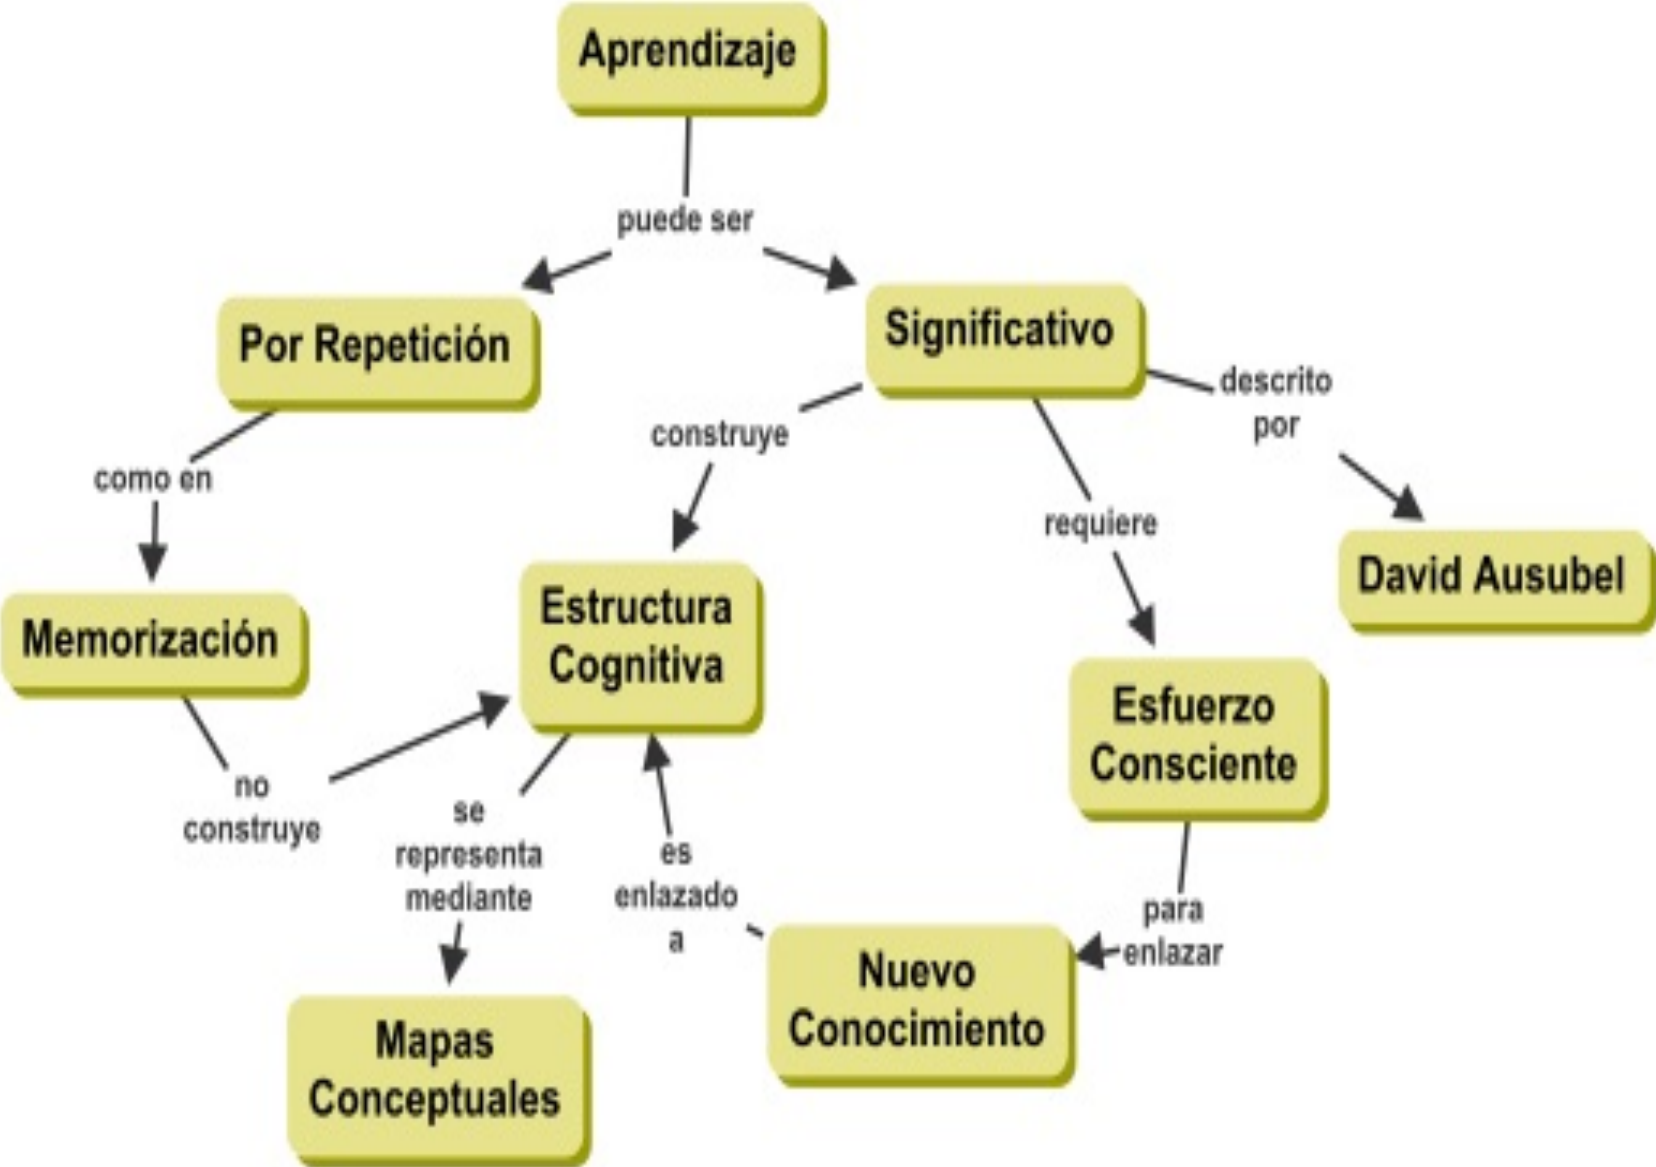 Aprendizaje
puede ser
Por Repetición
Significativo
como en
construye
requiere
descrito
por
Memorización
Estructura
Cognitiva
David Ausubel
Esfuerzo
Consciente
no
construye
se
representa
mediante
es
enlazado
a
para
enlazar
Nuevo
Conocimiento
Mapas
Conceptuales